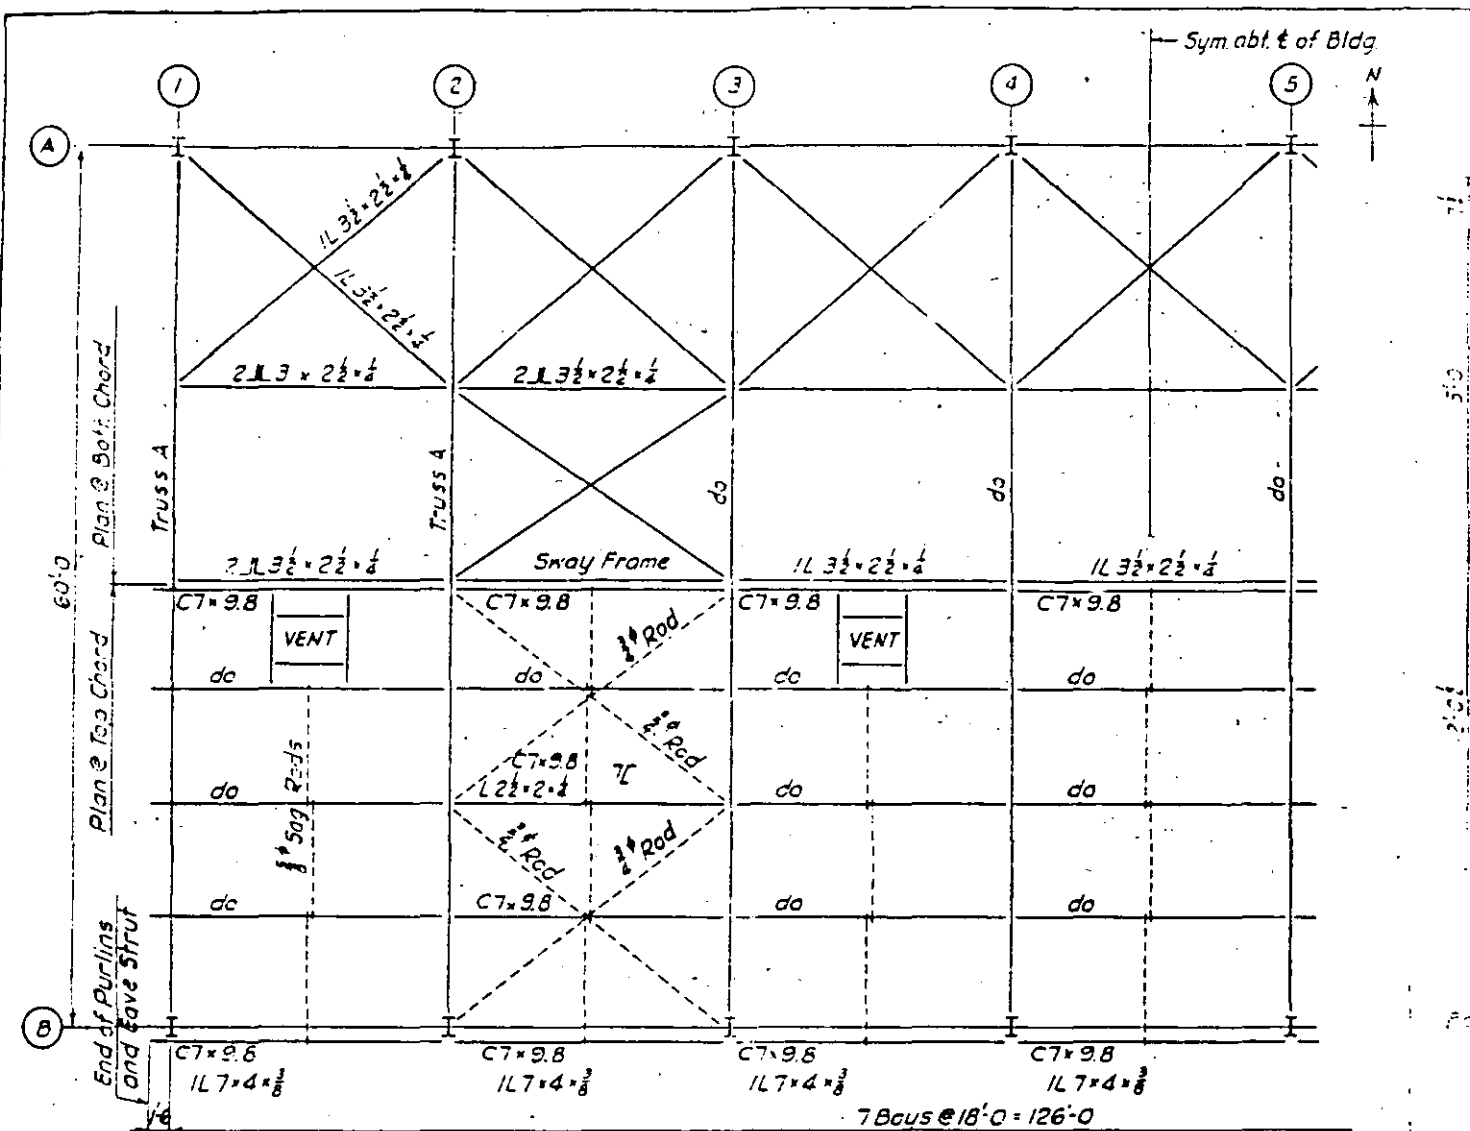 Sym. abt. ℄ of Bldg.
N
1 2 3 4 5
A
1L 3½ × 2½ × ¼
1L 3½ × 2½ × ¼
2 JL 3 × 2½ × ¼
2 JL 3½ × 2½ × ¼
Plan @ Bott. Chord
Truss A
Truss A
do
do
do
60'-0
2 JL 3½ × 2½ × ¼
Sway Frame
1L 3½ × 2½ × ¼
1L 3½ × 2½ × ¼
C7 × 9.8
C7 × 9.8
C7 × 9.8
C7 × 9.8
VENT
¾ ϕ Rod
VENT
do
do
do
do
Plan @ Top Chord
⅝ ϕ Sag Rods
C7 × 9.8
L 2½ × 2 × ¼
Rod
do
do
do
Rod
¾ ϕ Rod
do
C7 × 9.8
do
do
End of Purlins
and Eave Strut
B
C7 × 9.8
C7 × 9.8
C7 × 9.8
C7 × 9.8
1L 7 × 4 × ⅜
1L 7 × 4 × ⅜
1L 7 × 4 × ⅜
1L 7 × 4 × ⅜
1'-6
7 Bays @ 18'-0 = 126'-0